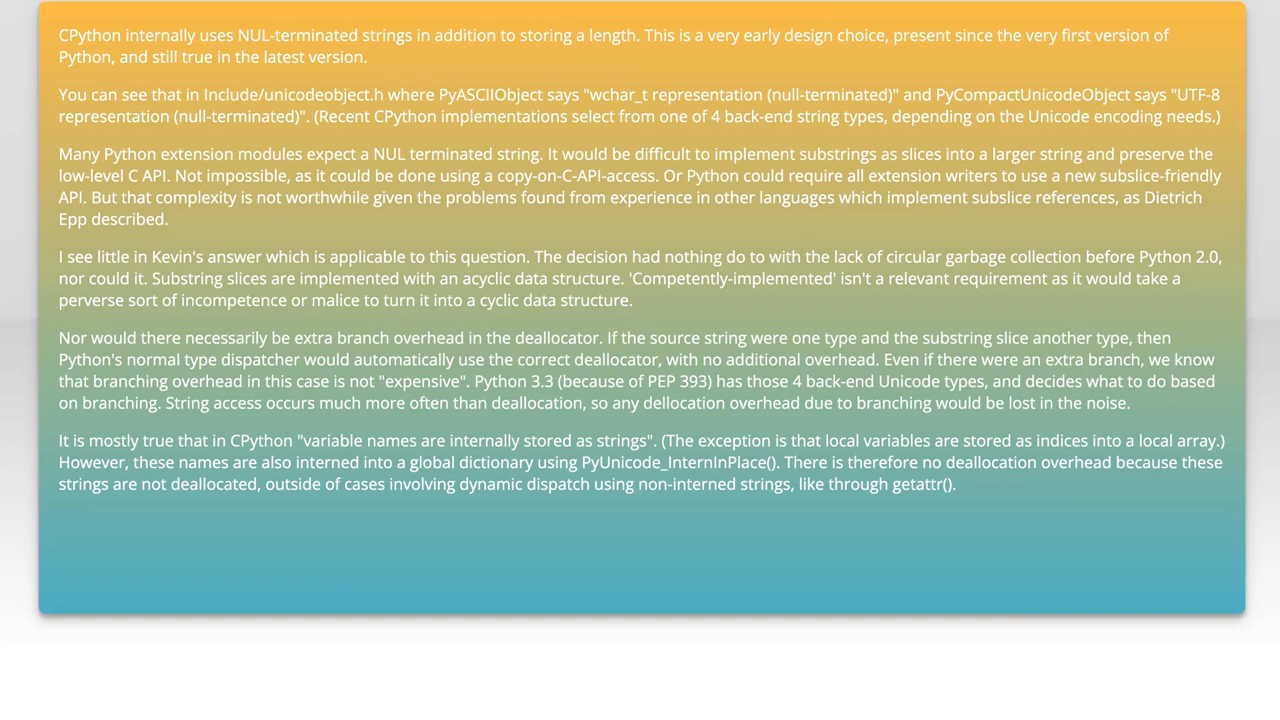 CPython internally uses NUL-terminated strings in addition to storing a length. This is a very early design choice, present since the very first version of
Python, and still true in the latest version.
You can see that in Include/unicodeobject.h where PyASCIIObject says "wchar_t representation (null-terminated)" and PyCompactUnicodeObject says "UTF-8
representation (null-terminated)". (Recent CPython implementations select from one of 4 back-end string types, depending on the Unicode encoding needs.)
Many Python extension modules expect a NUL terminated string. It would be difficult to implement substrings as slices into a larger string and preserve the
low-level C API. Not impossible, as it could be done using a copy-on-C-API-access. Or Python could require all extension writers to use a new subslice-friendly
API. But that complexity is not worthwhile given the problems found from experience in other languages which implement subslice references, as Dietrich
Epp described.
I see little in Kevin's answer which is applicable to this question. The decision had nothing do to with the lack of circular garbage collection before Python 2.0,
nor could it. Substring slices are implemented with an acyclic data structure. 'Competently-implemented' isn't a relevant requirement as it would take a
perverse sort of incompetence or malice to turn it into a cyclic data structure.
Nor would there necessarily be extra branch overhead in the deallocator. If the source string were one type and the substring slice another type, then
Python's normal type dispatcher would automatically use the correct deallocator, with no additional overhead. Even if there were an extra branch, we know
that branching overhead in this case is not "expensive". Python 3.3 (because of PEP 393) has those 4 back-end Unicode types, and decides what to do based
on branching. String access occurs much more often than deallocation, so any dellocation overhead due to branching would be lost in the noise.
It is mostly true that in CPython "variable names are internally stored as strings". (The exception is that local variables are stored as indices into a local array.)
However, these names are also interned into a global dictionary using PyUnicode_InternInPlace(). There is therefore no deallocation overhead because these
strings are not deallocated, outside of cases involving dynamic dispatch using non-interned strings, like through getattr().